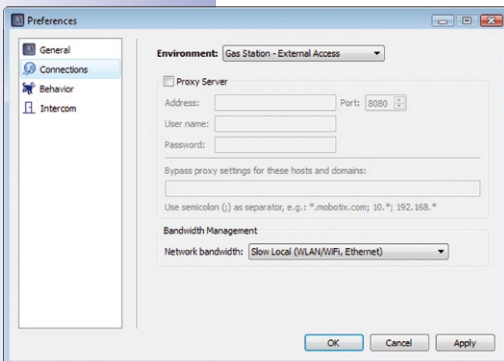 Preferences
General
Connections
Behavior
Intercom
Environment: Gas Station - External Access
Proxy Server
Address: Port: 8080
User name:
Password:
Bypass proxy settings for these hosts and domains:
Use semicolon (;) as separator, e.g.: *.mobotix.com; 10.*; 192.168.*
Bandwidth Management
Network bandwidth: Slow Local (WLAN/WiFi, Ethernet)
OK Cancel Apply